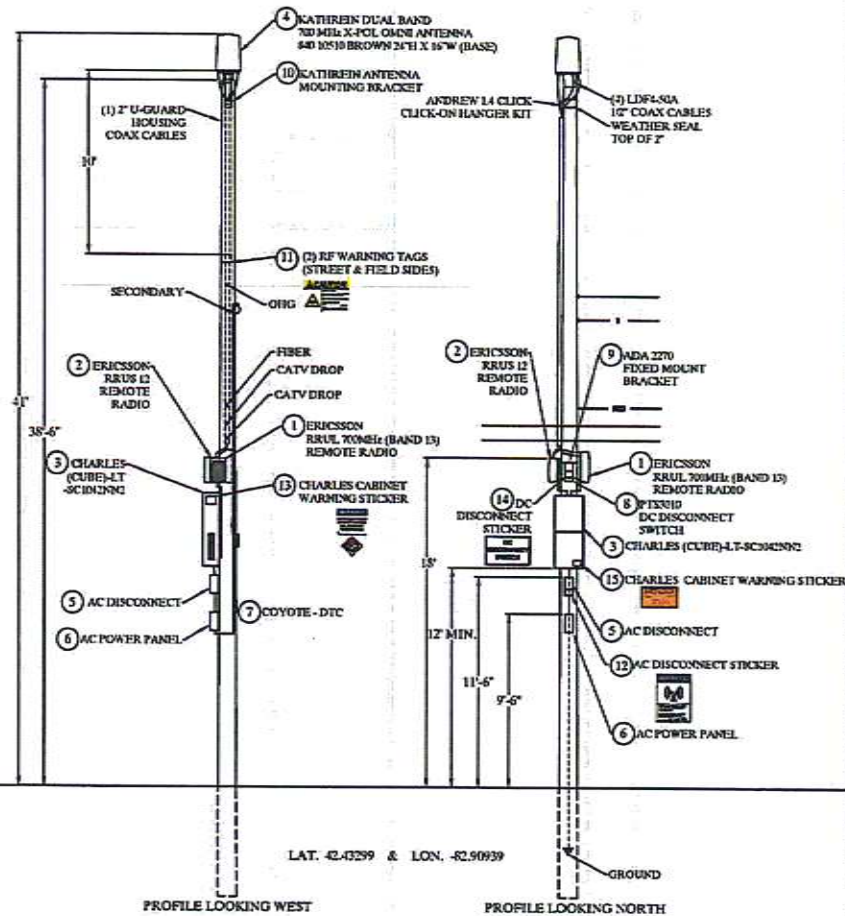 4 KATHREIN DUAL BAND
700 MHz X-POL OMNI ANTENNA
840 10510 BROWN 24"H X 16"W (BASE)
10 KATHREIN ANTENNA
MOUNTING BRACKET
(1) 2" U-GUARD
HOUSING
COAX CABLES
10'
11 (2) RF WARNING TAGS
(STREET & FIELD SIDES)
CAUTION
SECONDARY
OHG
FIBER
CATV DROP
CATV DROP
2 ERICSSON
RRUS 12
REMOTE
RADIO
41'
38'-6"
1 ERICSSON
RRUL 700MHz (BAND 13)
REMOTE RADIO
3 CHARLES
(CUBE)-LT
-SC1042NN2
13 CHARLES CABINET
WARNING STICKER
5 AC DISCONNECT
6 AC POWER PANEL
7 COYOTE - DTC
PROFILE LOOKING WEST
LAT. 42.43299 & LON. -82.90939
ANDREW L4 CLICK
CLICK-ON HANGER KIT
LDF4-50A
1/2" COAX CABLES
WEATHER SEAL
TOP OF 2"
2 ERICSSON
RRUS 12
REMOTE
RADIO
9 ADA 2270
FIXED MOUNT
BRACKET
1 ERICSSON
RRUL 700MHz (BAND 13)
REMOTE RADIO
14 DC
DISCONNECT
STICKER
DC
DISCONNECT
SWITCH
8 PTS3010
DC DISCONNECT
SWITCH
3 CHARLES (CUBE)-LT-SC1042NN2
18'
15 CHARLES CABINET WARNING STICKER
5 AC DISCONNECT
12' MIN.
12 AC DISCONNECT STICKER
11'-6"
9'-6"
6 AC POWER PANEL
GROUND
PROFILE LOOKING NORTH